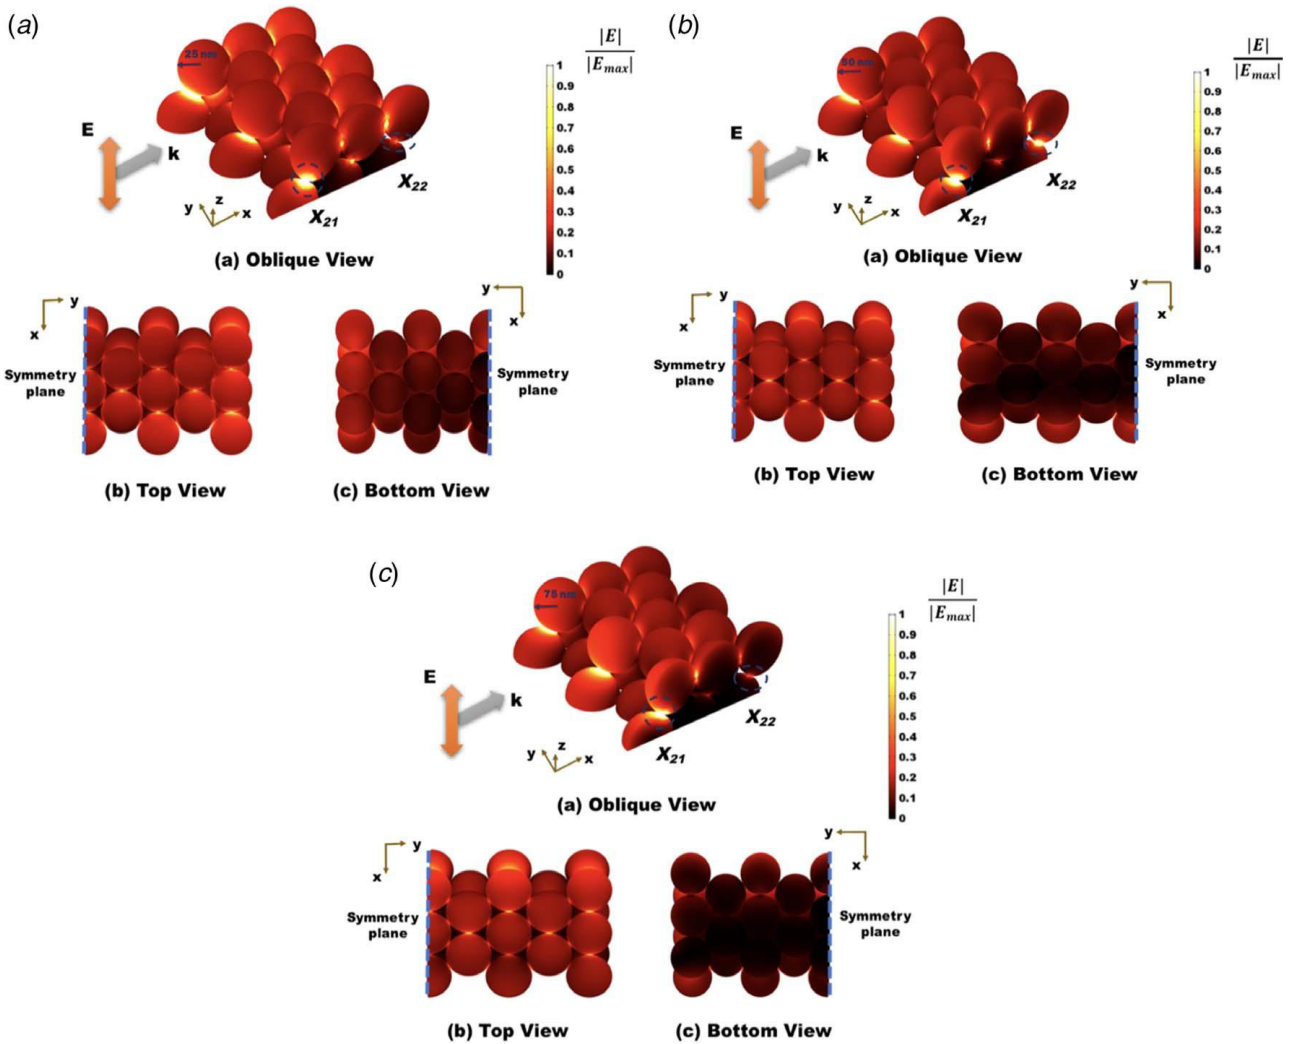 (a)
25 nm
|E|
|Emax|
1
0.9
0.8
0.7
0.6
0.5
0.4
0.3
0.2
0.1
0
E
k
y z x
X22
X21
(a) Oblique View
y
x
Symmetry
plane
(b) Top View
y
x
Symmetry
plane
(c) Bottom View
(b)
50 nm
|E|
|Emax|
1
0.9
0.8
0.7
0.6
0.5
0.4
0.3
0.2
0.1
0
E
k
y z x
X22
X21
(a) Oblique View
y
x
Symmetry
plane
(b) Top View
y
x
Symmetry
plane
(c) Bottom View
(c)
75 nm
|E|
|Emax|
1
0.9
0.8
0.7
0.6
0.5
0.4
0.3
0.2
0.1
0
E
k
y z x
X22
X21
(a) Oblique View
y
x
Symmetry
plane
(b) Top View
y
x
Symmetry
plane
(c) Bottom View